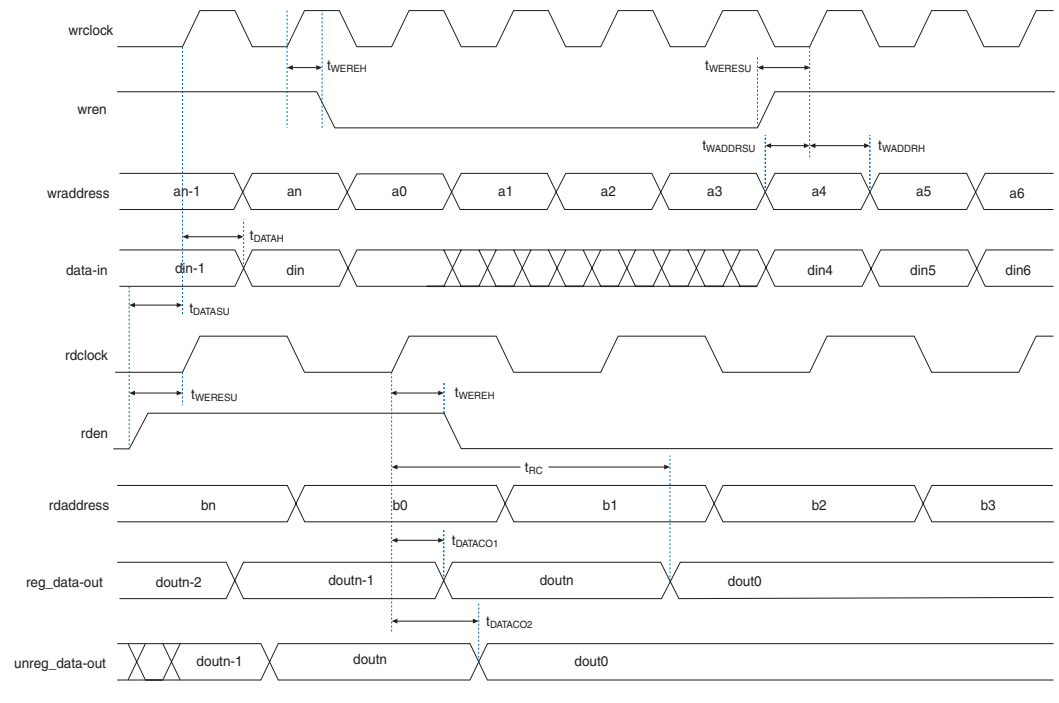 wrclock
tWEREH tWERESU
wren
tWADDRSU tWADDRH
wraddress an-1 an a0 a1 a2 a3 a4 a5 a6
tDATAH
data-in din-1 din din4 din5 din6
tDATASU
rdclock
tWERESU tWEREH
rden
tRC
rdaddress bn b0 b1 b2 b3
tDATACO1
reg_data-out doutn-2 doutn-1 doutn dout0
tDATACO2
unreg_data-out doutn-1 doutn dout0